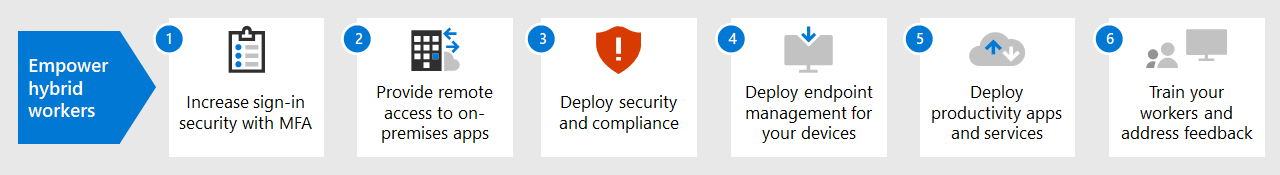 Empower
hybrid
workers
1
Increase sign-in
security with MFA
2
Provide remote
access to on-
premises apps
3
Deploy security
and compliance
4
Deploy endpoint
management for
your devices
5
Deploy
productivity apps
and services
6
Train your
workers and
address feedback